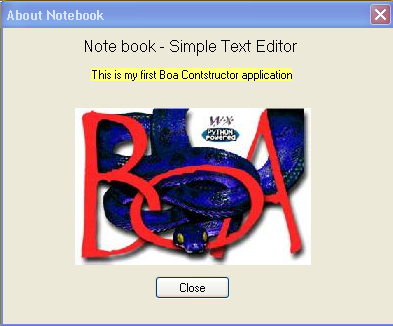 About Notebook
Note book - Simple Text Editor
This is my first Boa Contstructor application
WX
PYTHON
Powered
BOA
Close